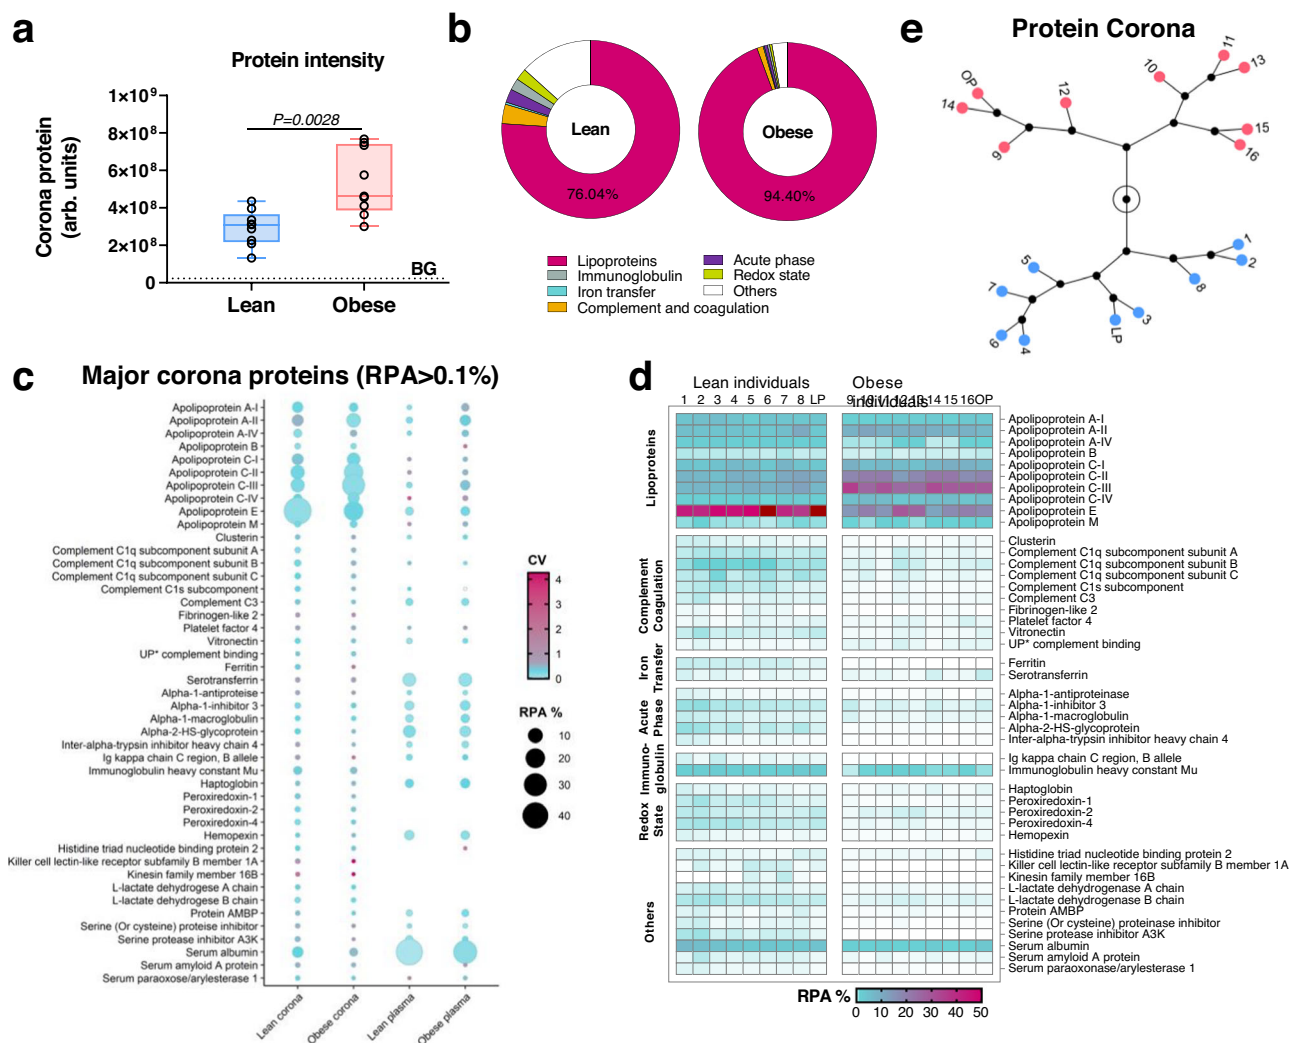 a
Protein intensity
Corona protein
(arb. units)
1×10⁹
8×10⁸
6×10⁸
4×10⁸
2×10⁸
0
P=0.0028
BG
Lean
Obese
b
Lean
76.04%
Obese
94.40%
Lipoproteins
Immunoglobulin
Iron transfer
Complement and coagulation
Acute phase
Redox state
Others
e
Protein Corona
OP
14
9
12
10
11
13
15
16
1
2
8
3
LP
5
7
6
4
c
Major corona proteins (RPA>0.1%)
Apolipoprotein A-I
Apolipoprotein A-II
Apolipoprotein A-IV
Apolipoprotein B
Apolipoprotein C-I
Apolipoprotein C-II
Apolipoprotein C-III
Apolipoprotein C-IV
Apolipoprotein E
Apolipoprotein M
Clusterin
Complement C1q subcomponent subunit A
Complement C1q subcomponent subunit B
Complement C1q subcomponent subunit C
Complement C1s subcomponent
Complement C3
Fibrinogen-like 2
Platelet factor 4
Vitronectin
UP* complement binding
Ferritin
Serotransferrin
Alpha-1-antiproteise
Alpha-1-inhibitor 3
Alpha-1-macroglobulin
Alpha-2-HS-glycoprotein
Inter-alpha-trypsin inhibitor heavy chain 4
Ig kappa chain C region, B allele
Immunoglobulin heavy constant Mu
Haptoglobin
Peroxiredoxin-1
Peroxiredoxin-2
Peroxiredoxin-4
Hemopexin
Histidine triad nucleotide binding protein 2
Killer cell lectin-like receptor subfamily B member 1A
Kinesin family member 16B
L-lactate dehydrogese A chain
L-lactate dehydrogese B chain
Protein AMBP
Serine (Or cysteine) proteise inhibitor
Serine protease inhibitor A3K
Serum albumin
Serum amyloid A protein
Serum paraoxose/arylesterase 1
Lean corona
Obese corona
Lean plasma
Obese plasma
CV
4
3
2
1
0
RPA %
10
20
30
40
d
Lean individuals
Obese
individuals
1 2 3 4 5 6 7 8 LP
9 10 11 12 13 14 15 16 OP
Lipoproteins
Apolipoprotein A-I
Apolipoprotein A-II
Apolipoprotein A-IV
Apolipoprotein B
Apolipoprotein C-I
Apolipoprotein C-II
Apolipoprotein C-III
Apolipoprotein C-IV
Apolipoprotein E
Apolipoprotein M
Complement
Coagulation
Clusterin
Complement C1q subcomponent subunit A
Complement C1q subcomponent subunit B
Complement C1q subcomponent subunit C
Complement C1s subcomponent
Complement C3
Fibrinogen-like 2
Platelet factor 4
Vitronectin
UP* complement binding
Iron
Transfer
Ferritin
Serotransferrin
Acute
Phase
Alpha-1-antiproteinase
Alpha-1-inhibitor 3
Alpha-1-macroglobulin
Alpha-2-HS-glycoprotein
Inter-alpha-trypsin inhibitor heavy chain 4
Immuno-
globulin
Ig kappa chain C region, B allele
Immunoglobulin heavy constant Mu
Redox
State
Haptoglobin
Peroxiredoxin-1
Peroxiredoxin-2
Peroxiredoxin-4
Hemopexin
Others
Histidine triad nucleotide binding protein 2
Killer cell lectin-like receptor subfamily B member 1A
Kinesin family member 16B
L-lactate dehydrogenase A chain
L-lactate dehydrogenase B chain
Protein AMBP
Serine (Or cysteine) proteinase inhibitor
Serine protease inhibitor A3K
Serum albumin
Serum amyloid A protein
Serum paraoxonase/arylesterase 1
RPA %
0 10 20 30 40 50